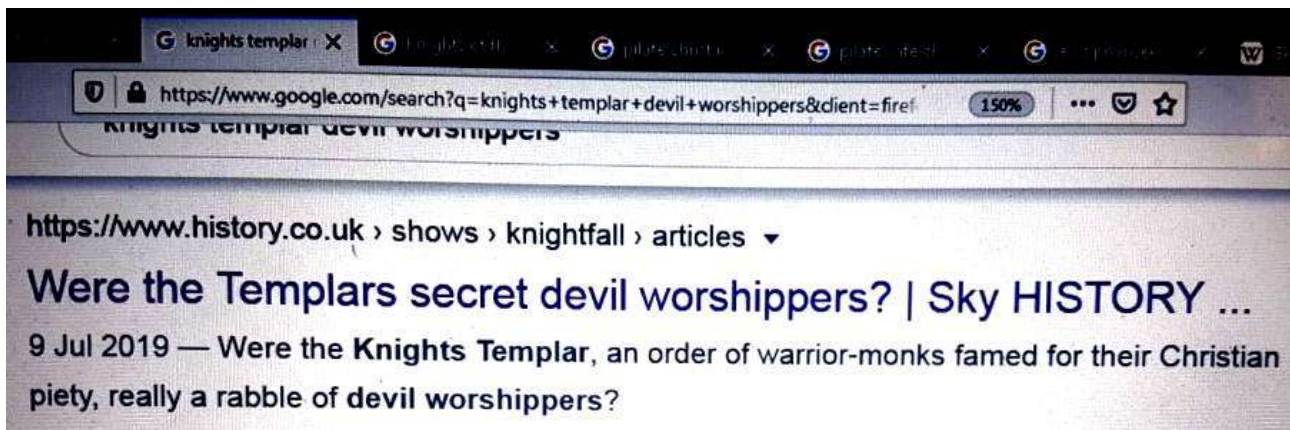 knights templar
https://www.google.com/search?q=knights+templar+devil+worshippers&client=firef 150%
knights templar devil worshippers
https://www.history.co.uk › shows › knightfall › articles
Were the Templars secret devil worshippers? | Sky HISTORY ...
9 Jul 2019 — Were the Knights Templar, an order of warrior-monks famed for their Christian
piety, really a rabble of devil worshippers?